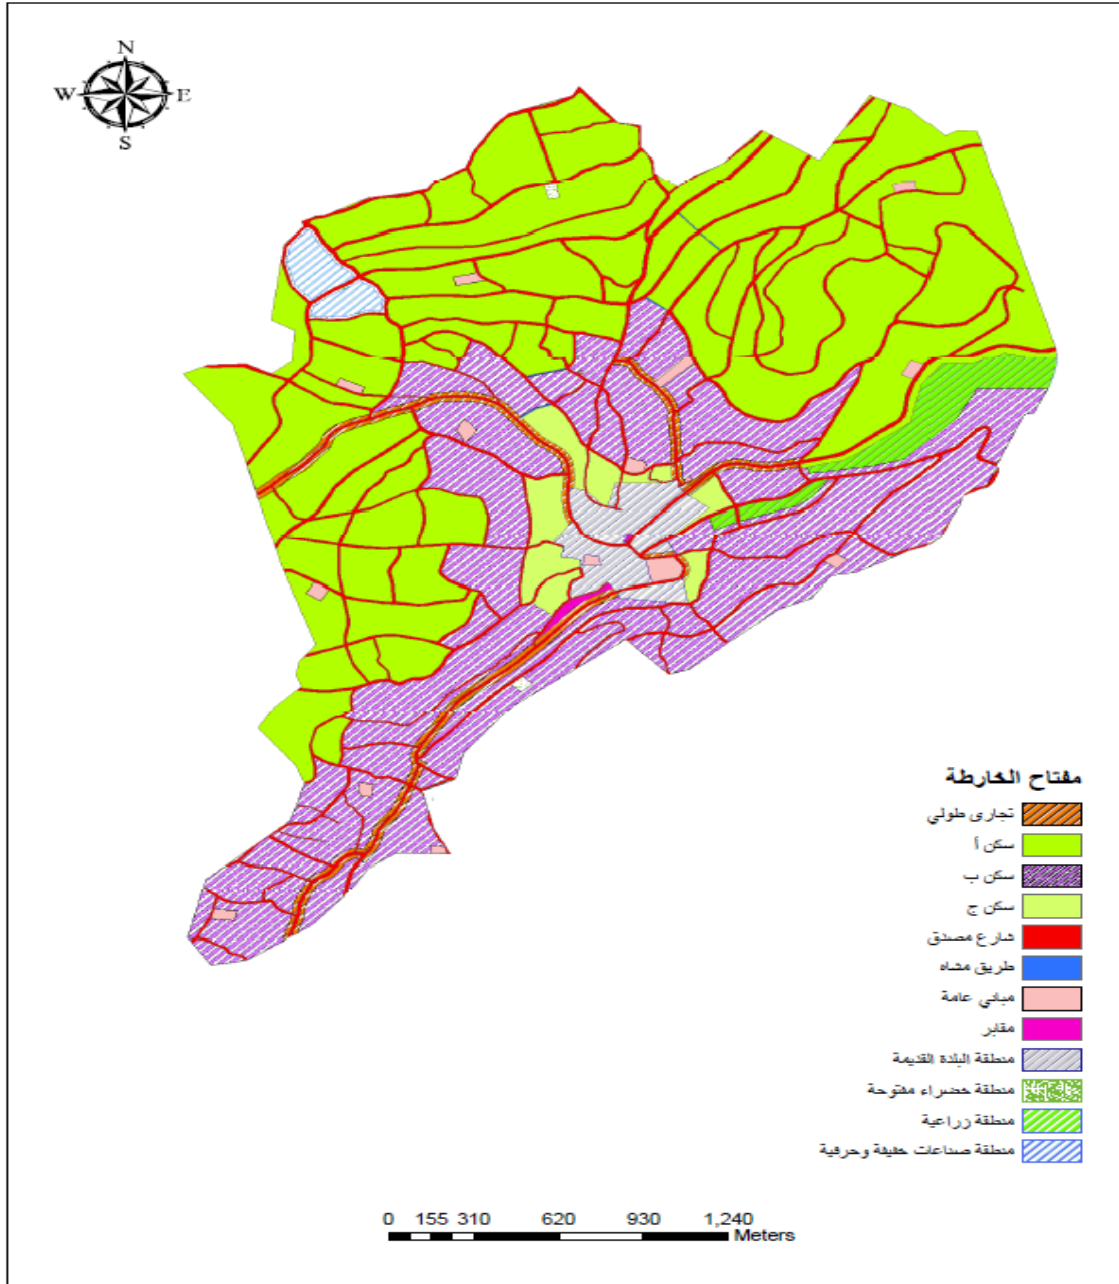 N
W E
S
مفتاح الخارطة
تجارى طولي
سكن أ
سكن ب
سكن ج
شارع مصدق
طريق مشاه
مباني عامة
مقابر
منطقة البلدة القديمة
منطقة خضراء مفتوحة
منطقة زراعية
منطقة صناعات خفيفة وحرفية
0 155 310 620 930 1,240
Meters